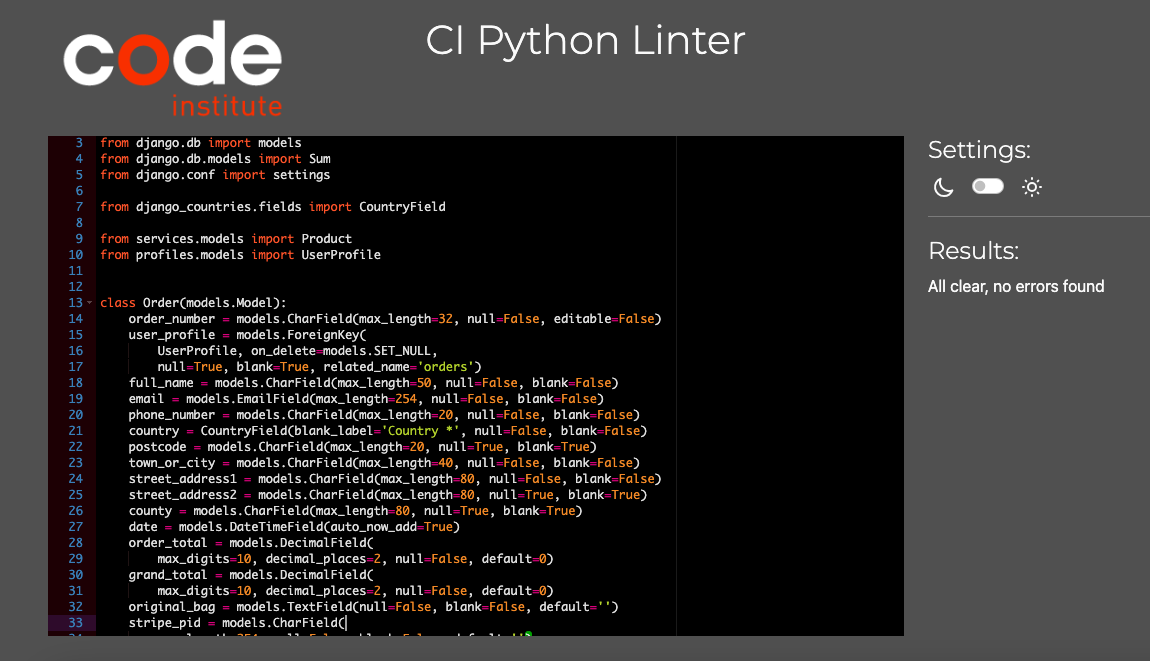 code
institute
CI Python Linter
3 from django.db import models
4 from django.db.models import Sum
5 from django.conf import settings
6
7 from django_countries.fields import CountryField
8
9 from services.models import Product
10 from profiles.models import UserProfile
11
12
13 class Order(models.Model):
14     order_number = models.CharField(max_length=32, null=False, editable=False)
15     user_profile = models.ForeignKey(
16         UserProfile, on_delete=models.SET_NULL,
17         null=True, blank=True, related_name='orders')
18     full_name = models.CharField(max_length=50, null=False, blank=False)
19     email = models.EmailField(max_length=254, null=False, blank=False)
20     phone_number = models.CharField(max_length=20, null=False, blank=False)
21     country = CountryField(blank_label='Country *', null=False, blank=False)
22     postcode = models.CharField(max_length=20, null=True, blank=True)
23     town_or_city = models.CharField(max_length=40, null=False, blank=False)
24     street_address1 = models.CharField(max_length=80, null=False, blank=False)
25     street_address2 = models.CharField(max_length=80, null=True, blank=True)
26     county = models.CharField(max_length=80, null=True, blank=True)
27     date = models.DateTimeField(auto_now_add=True)
28     order_total = models.DecimalField(
29         max_digits=10, decimal_places=2, null=False, default=0)
30     grand_total = models.DecimalField(
31         max_digits=10, decimal_places=2, null=False, default=0)
32     original_bag = models.TextField(null=False, blank=False, default='')
33     stripe_pid = models.CharField(
Settings:
Results:
All clear, no errors found